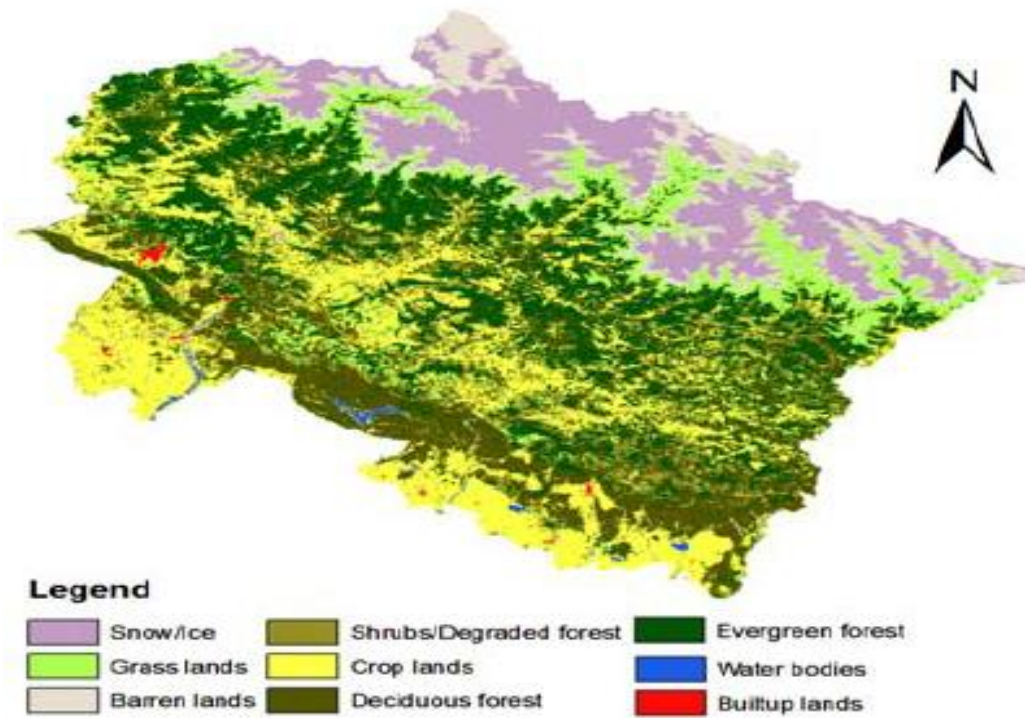 N
Legend
Snow/Ice
Shrubs/Degraded forest
Evergreen forest
Grass lands
Crop lands
Water bodies
Barren lands
Deciduous forest
Builtup lands